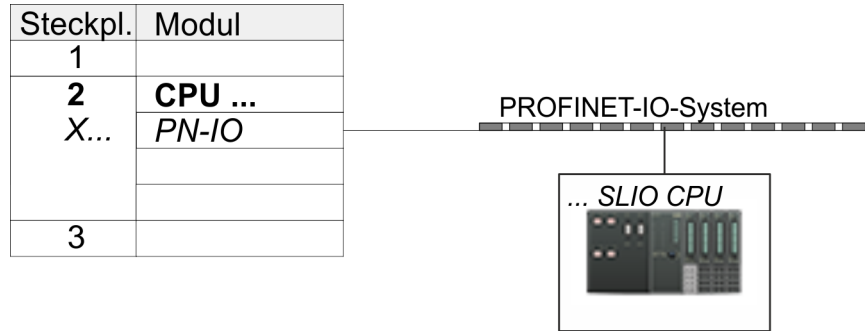 Steckpl. Modul
1
2 CPU ...
X... PN-IO
3
PROFINET-IO-System
... SLIO CPU